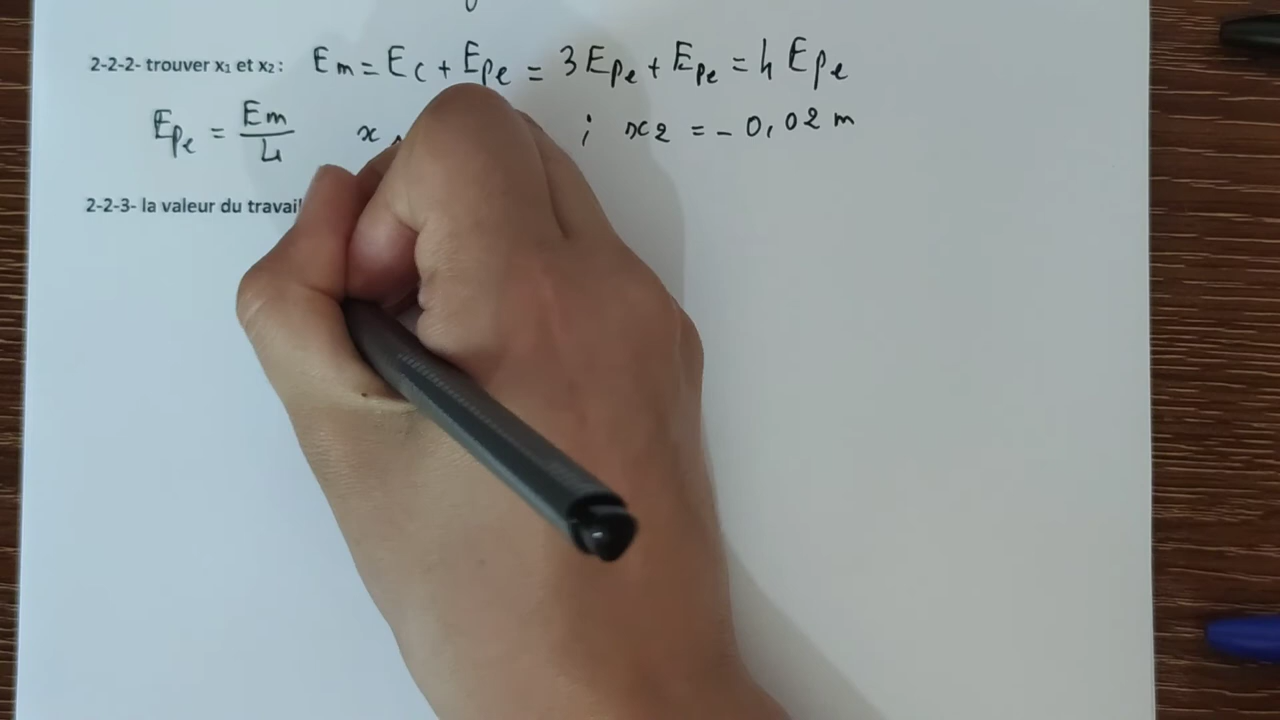 2-2-2- trouver x₁ et x₂ : Em = Ec + Epe = 3 Epe + Epe = 4 Epe
Epe = Em/4 x ; x2 = - 0,02 m
2-2-3- la valeur du travail